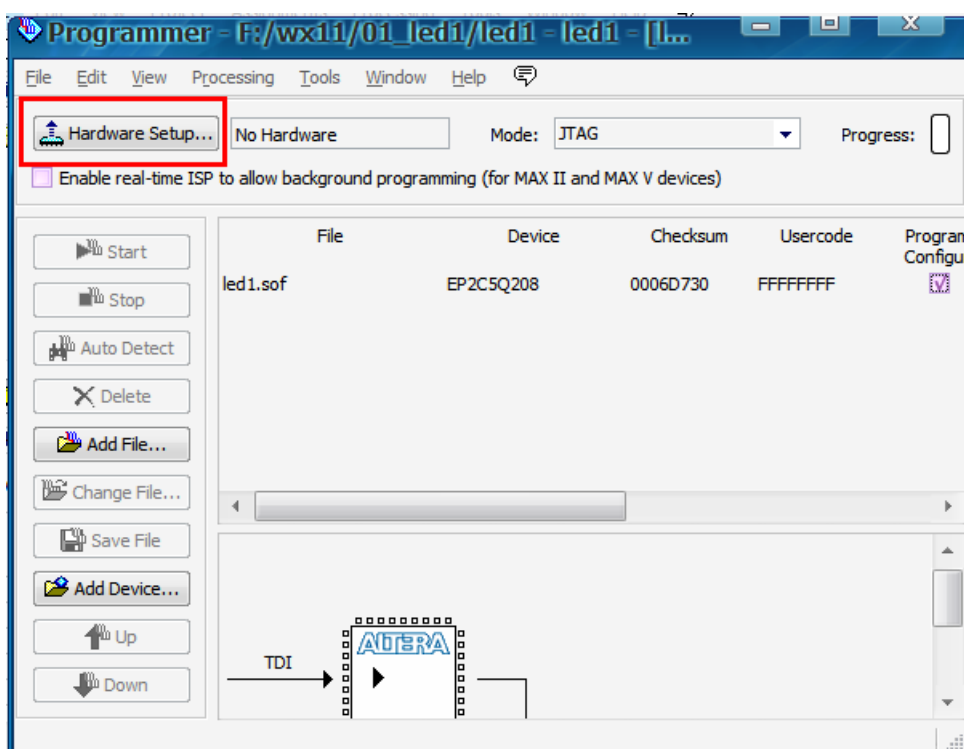 Programmer - F:/wx11/01_led1/led1 - led1 - [l...
File Edit View Processing Tools Window Help
Hardware Setup... No Hardware Mode: JTAG Progress:
Enable real-time ISP to allow background programming (for MAX II and MAX V devices)
Start
Stop
Auto Detect
Delete
Add File...
Change File...
Save File
Add Device...
Up
Down
File Device Checksum Usercode Program
Configu
led1.sof EP2C5Q208 0006D730 FFFFFFFF
ALTERA
TDI